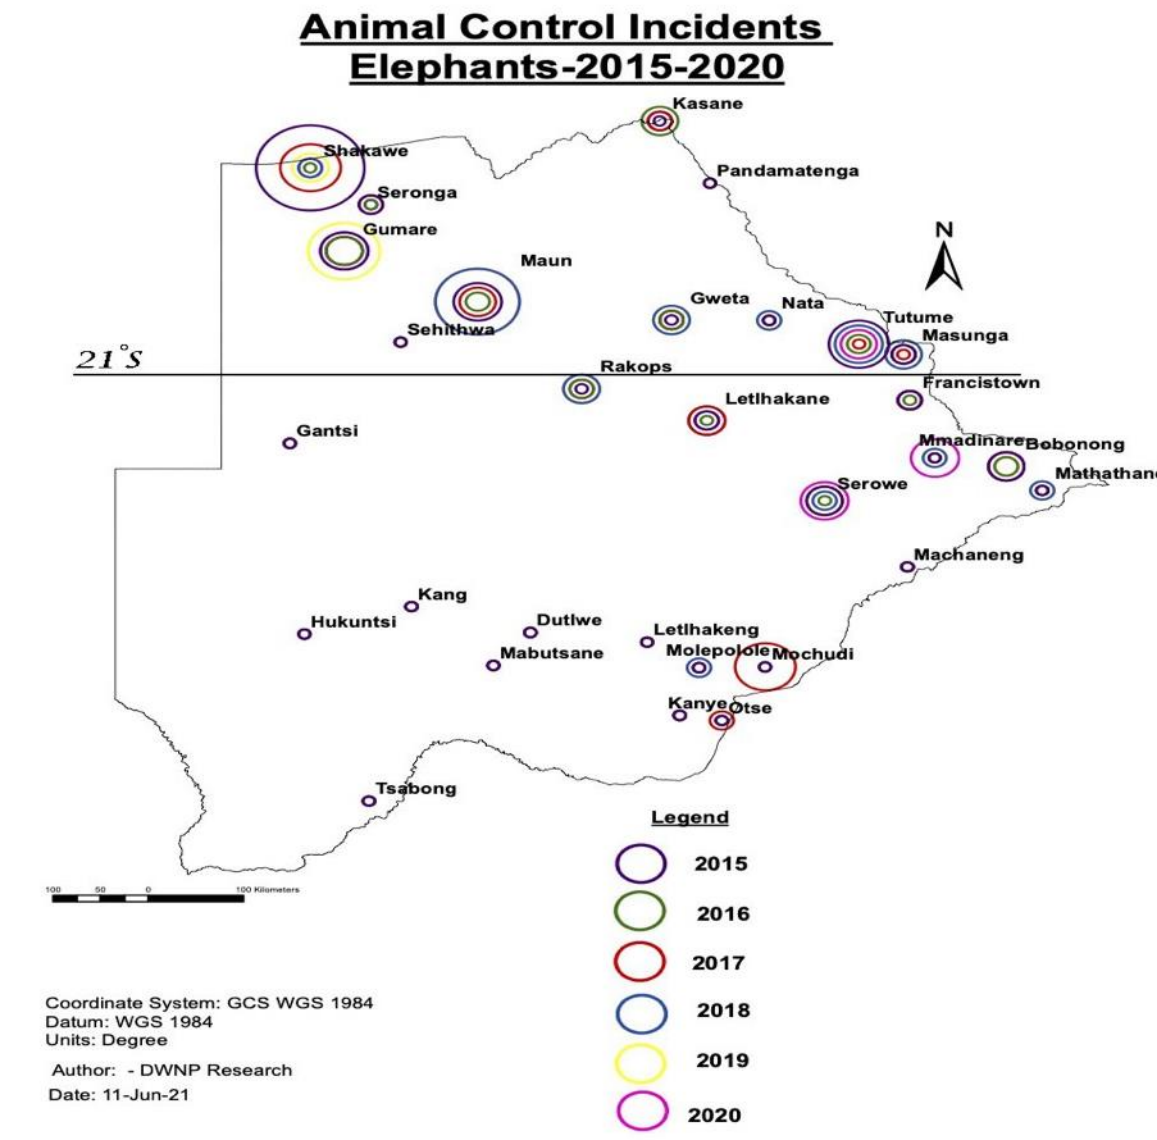 Animal Control Incidents
Elephants-2015-2020
Kasane
Shakawe
Pandamatenga
Seronga
Gumare
N
Maun
Gweta
Nata
Tutume
Sehithwa
Masunga
21°S
Rakops
Francistown
Letlhakane
Gantsi
Mmadinare
Bobonong
Mathathane
Serowe
Machaneng
Kang
Hukuntsi
Dutlwe
Letlhakeng
Mabutsane
Molepolole
Mochudi
Kanye
Otse
Tsabong
Legend
2015
100 50 0 100 Kilometers
2016
2017
2018
2019
2020
Coordinate System: GCS WGS 1984
Datum: WGS 1984
Units: Degree
Author: - DWNP Research
Date: 11-Jun-21